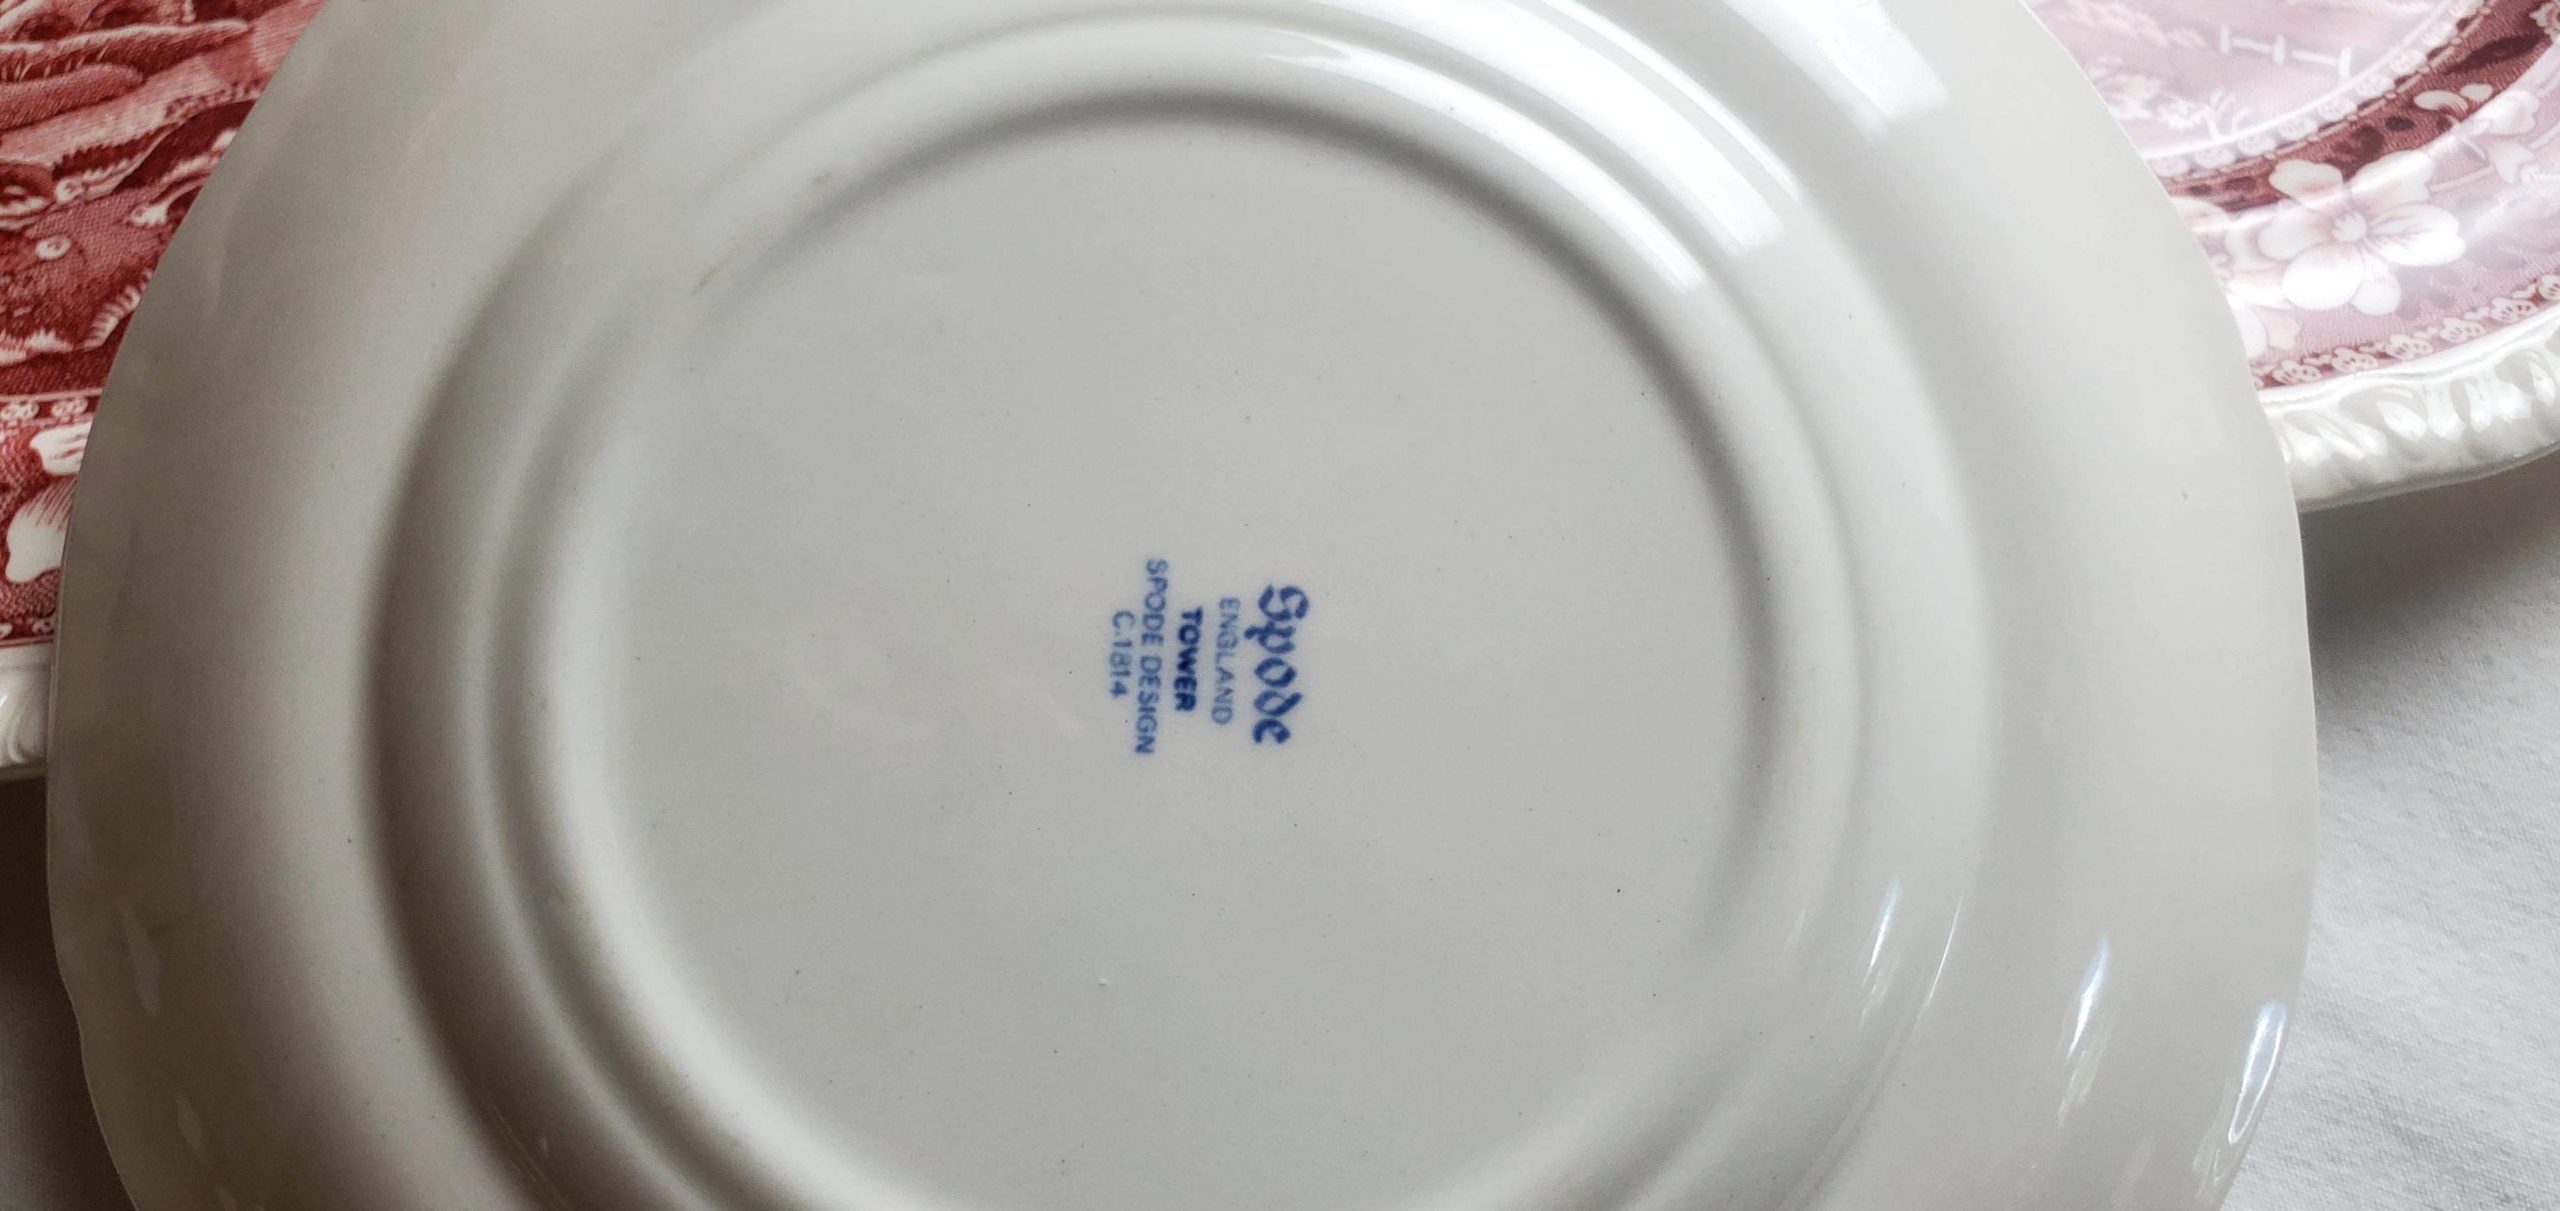 Spode
ENGLAND
TOWER
SPODE DESIGN
C.1814